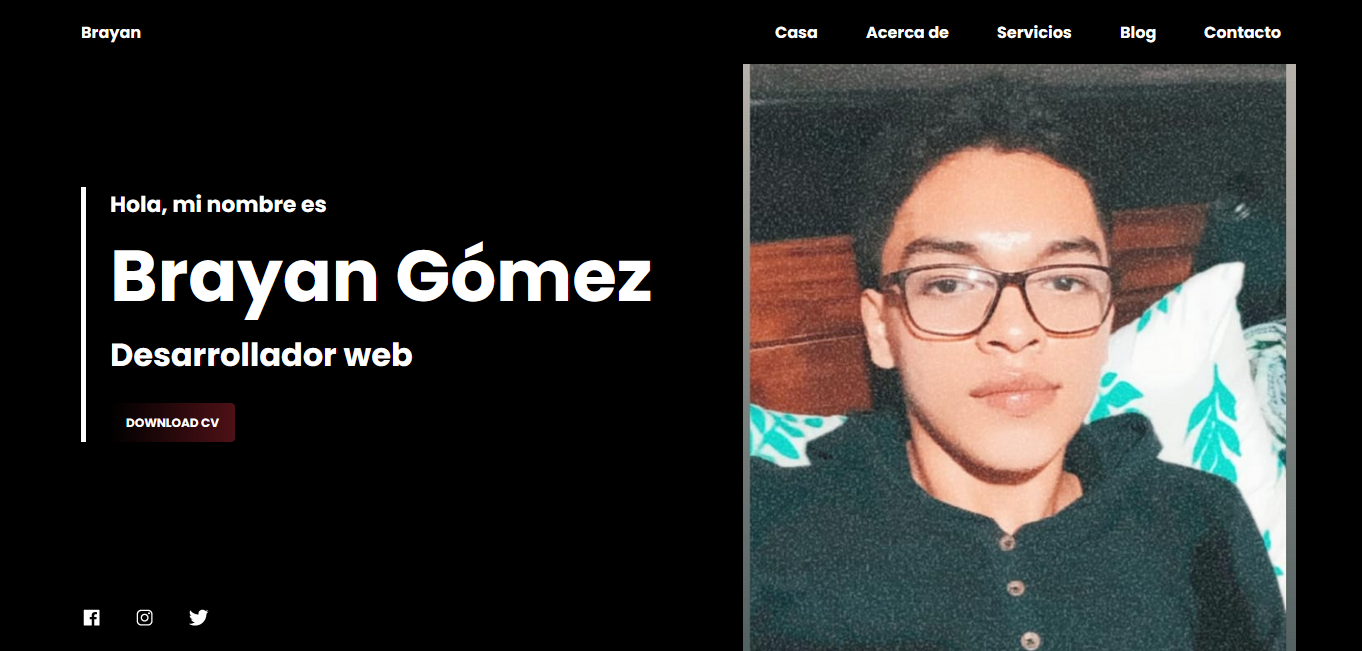 Brayan
Casa Acerca de Servicios Blog Contacto
Hola, mi nombre es
Brayan Gómez
Desarrollador web
DOWNLOAD CV